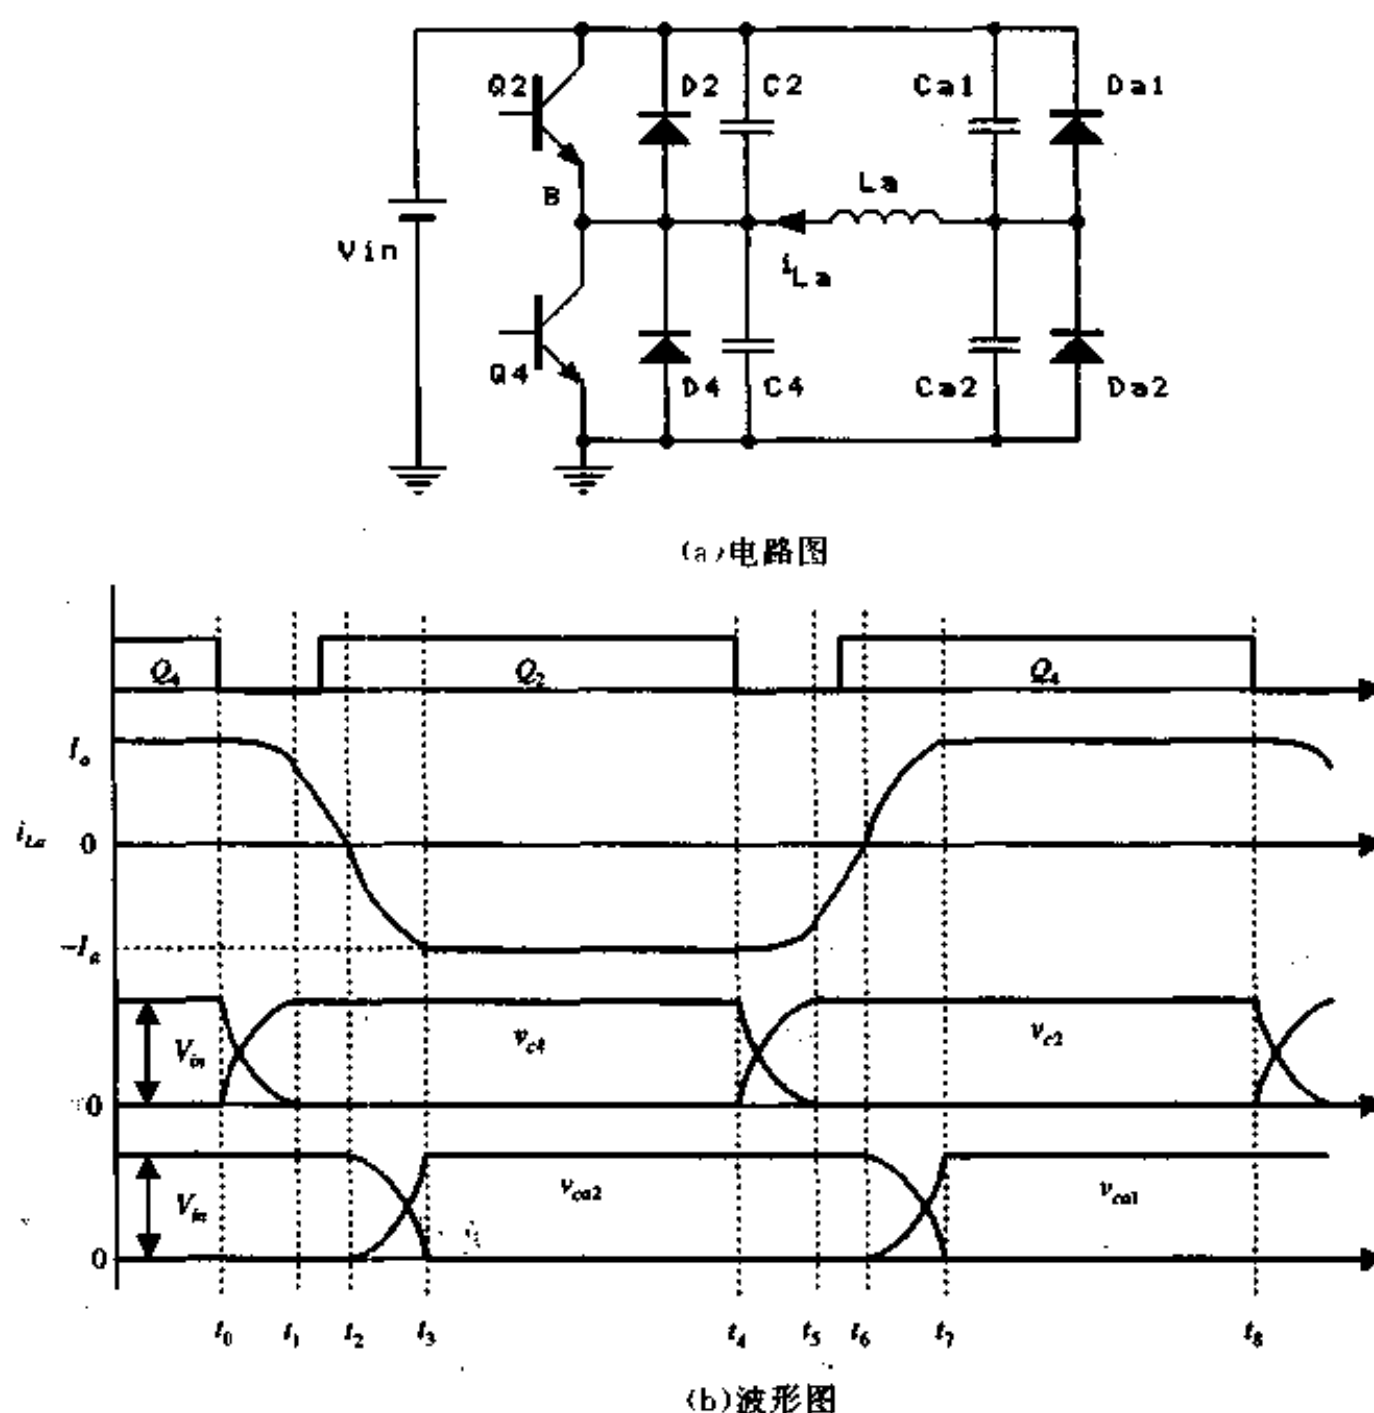 Q2 D2 C2 Ca1 Da1
B La
Vin iLa
Q4 D4 C4 Ca2 Da2
(a)电路图
Q4 Q2 Q4
Ia
iLa 0
-Ia
Vin vc4 vc2
0
Vin vca2 vca1
0
t0 t1 t2 t3 t4 t5 t6 t7 t8
(b)波形图